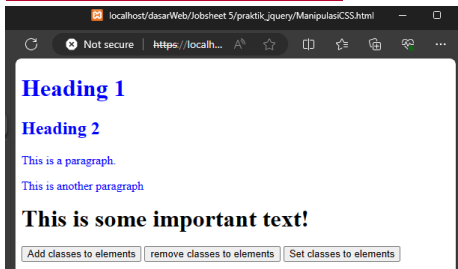 localhost/dasarWeb/Jobsheet 5/praktik_jquery/ManipulasiCSS.html
Not secure | https://localh...
Heading 1
Heading 2
This is a paragraph.
This is another paragraph
This is some important text!
Add classes to elements remove classes to elements Set classes to elements